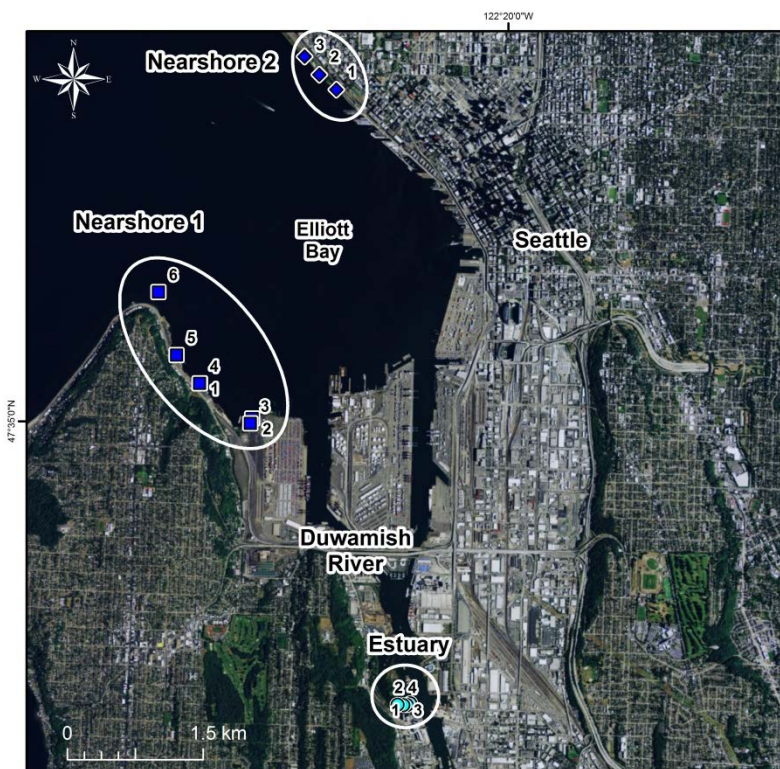 122°20'0"W
N
W
E
S
Nearshore 2
3
2
1
Nearshore 1
Elliott
Bay
Seattle
6
5
4
1
3
2
47°35'0"N
Duwamish
River
Estuary
2 4
1 3
0
1.5 km